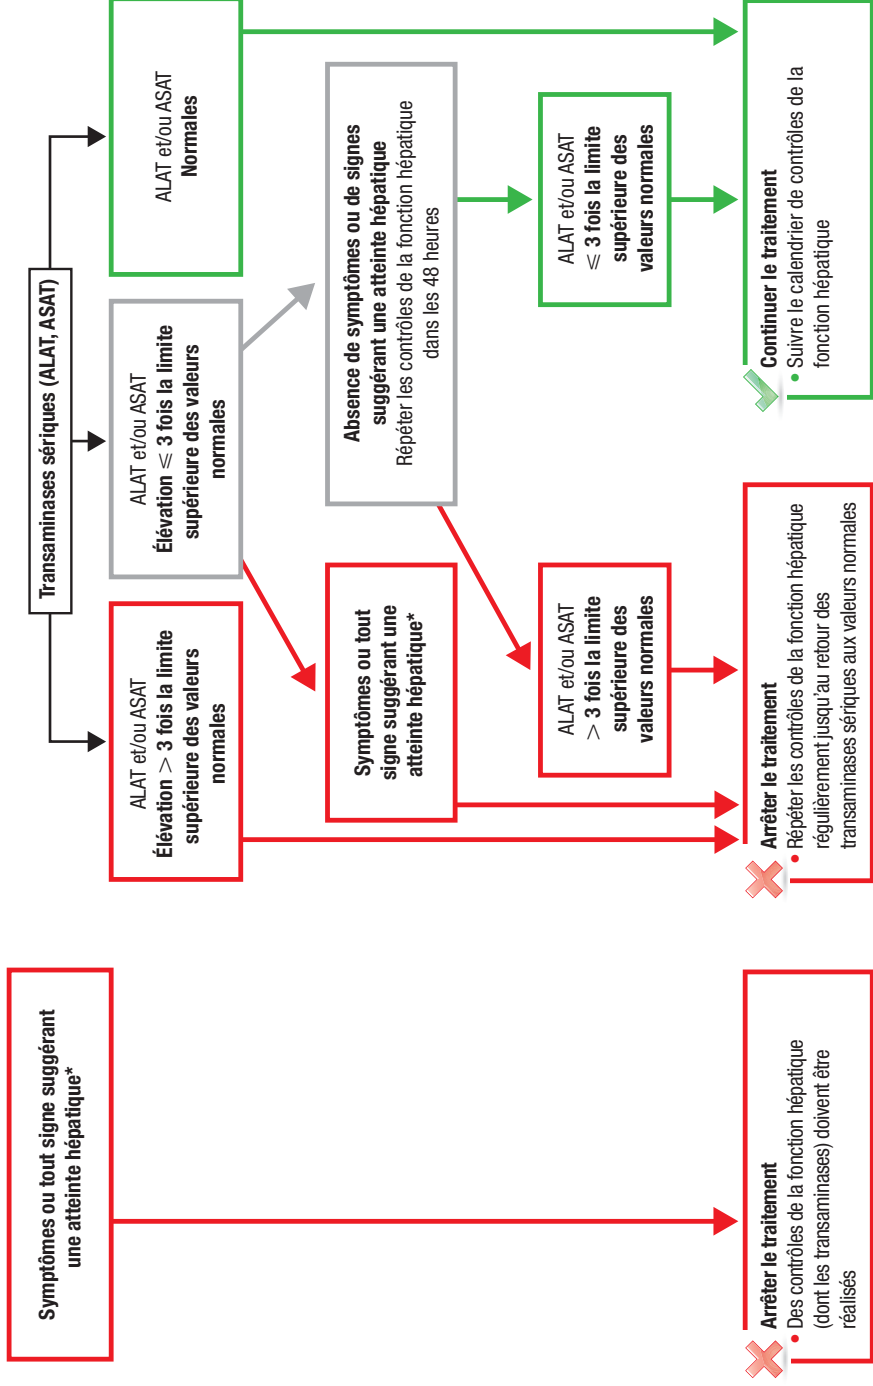 Symptômes ou tout signe suggérant
une atteinte hépatique*
Arrêter le traitement
• Des contrôles de la fonction hépatique
(dont les transaminases) doivent être
réalisés
Transaminases sériques (ALAT, ASAT)
ALAT et/ou ASAT
Élévation > 3 fois la limite
supérieure des valeurs
normales
ALAT et/ou ASAT
Élévation ≤ 3 fois la limite
supérieure des valeurs
normales
ALAT et/ou ASAT
Normales
Symptômes ou tout
signe suggérant une
atteinte hépatique*
Absence de symptômes ou de signes
suggérant une atteinte hépatique
Répéter les contrôles de la fonction hépatique
dans les 48 heures
ALAT et/ou ASAT
> 3 fois la limite
supérieure des
valeurs normales
ALAT et/ou ASAT
≤ 3 fois la limite
supérieure des
valeurs normales
Arrêter le traitement
• Répéter les contrôles de la fonction hépatique
régulièrement jusqu'au retour des
transaminases sériques aux valeurs normales
Continuer le traitement
• Suivre le calendrier de contrôles de la
fonction hépatique